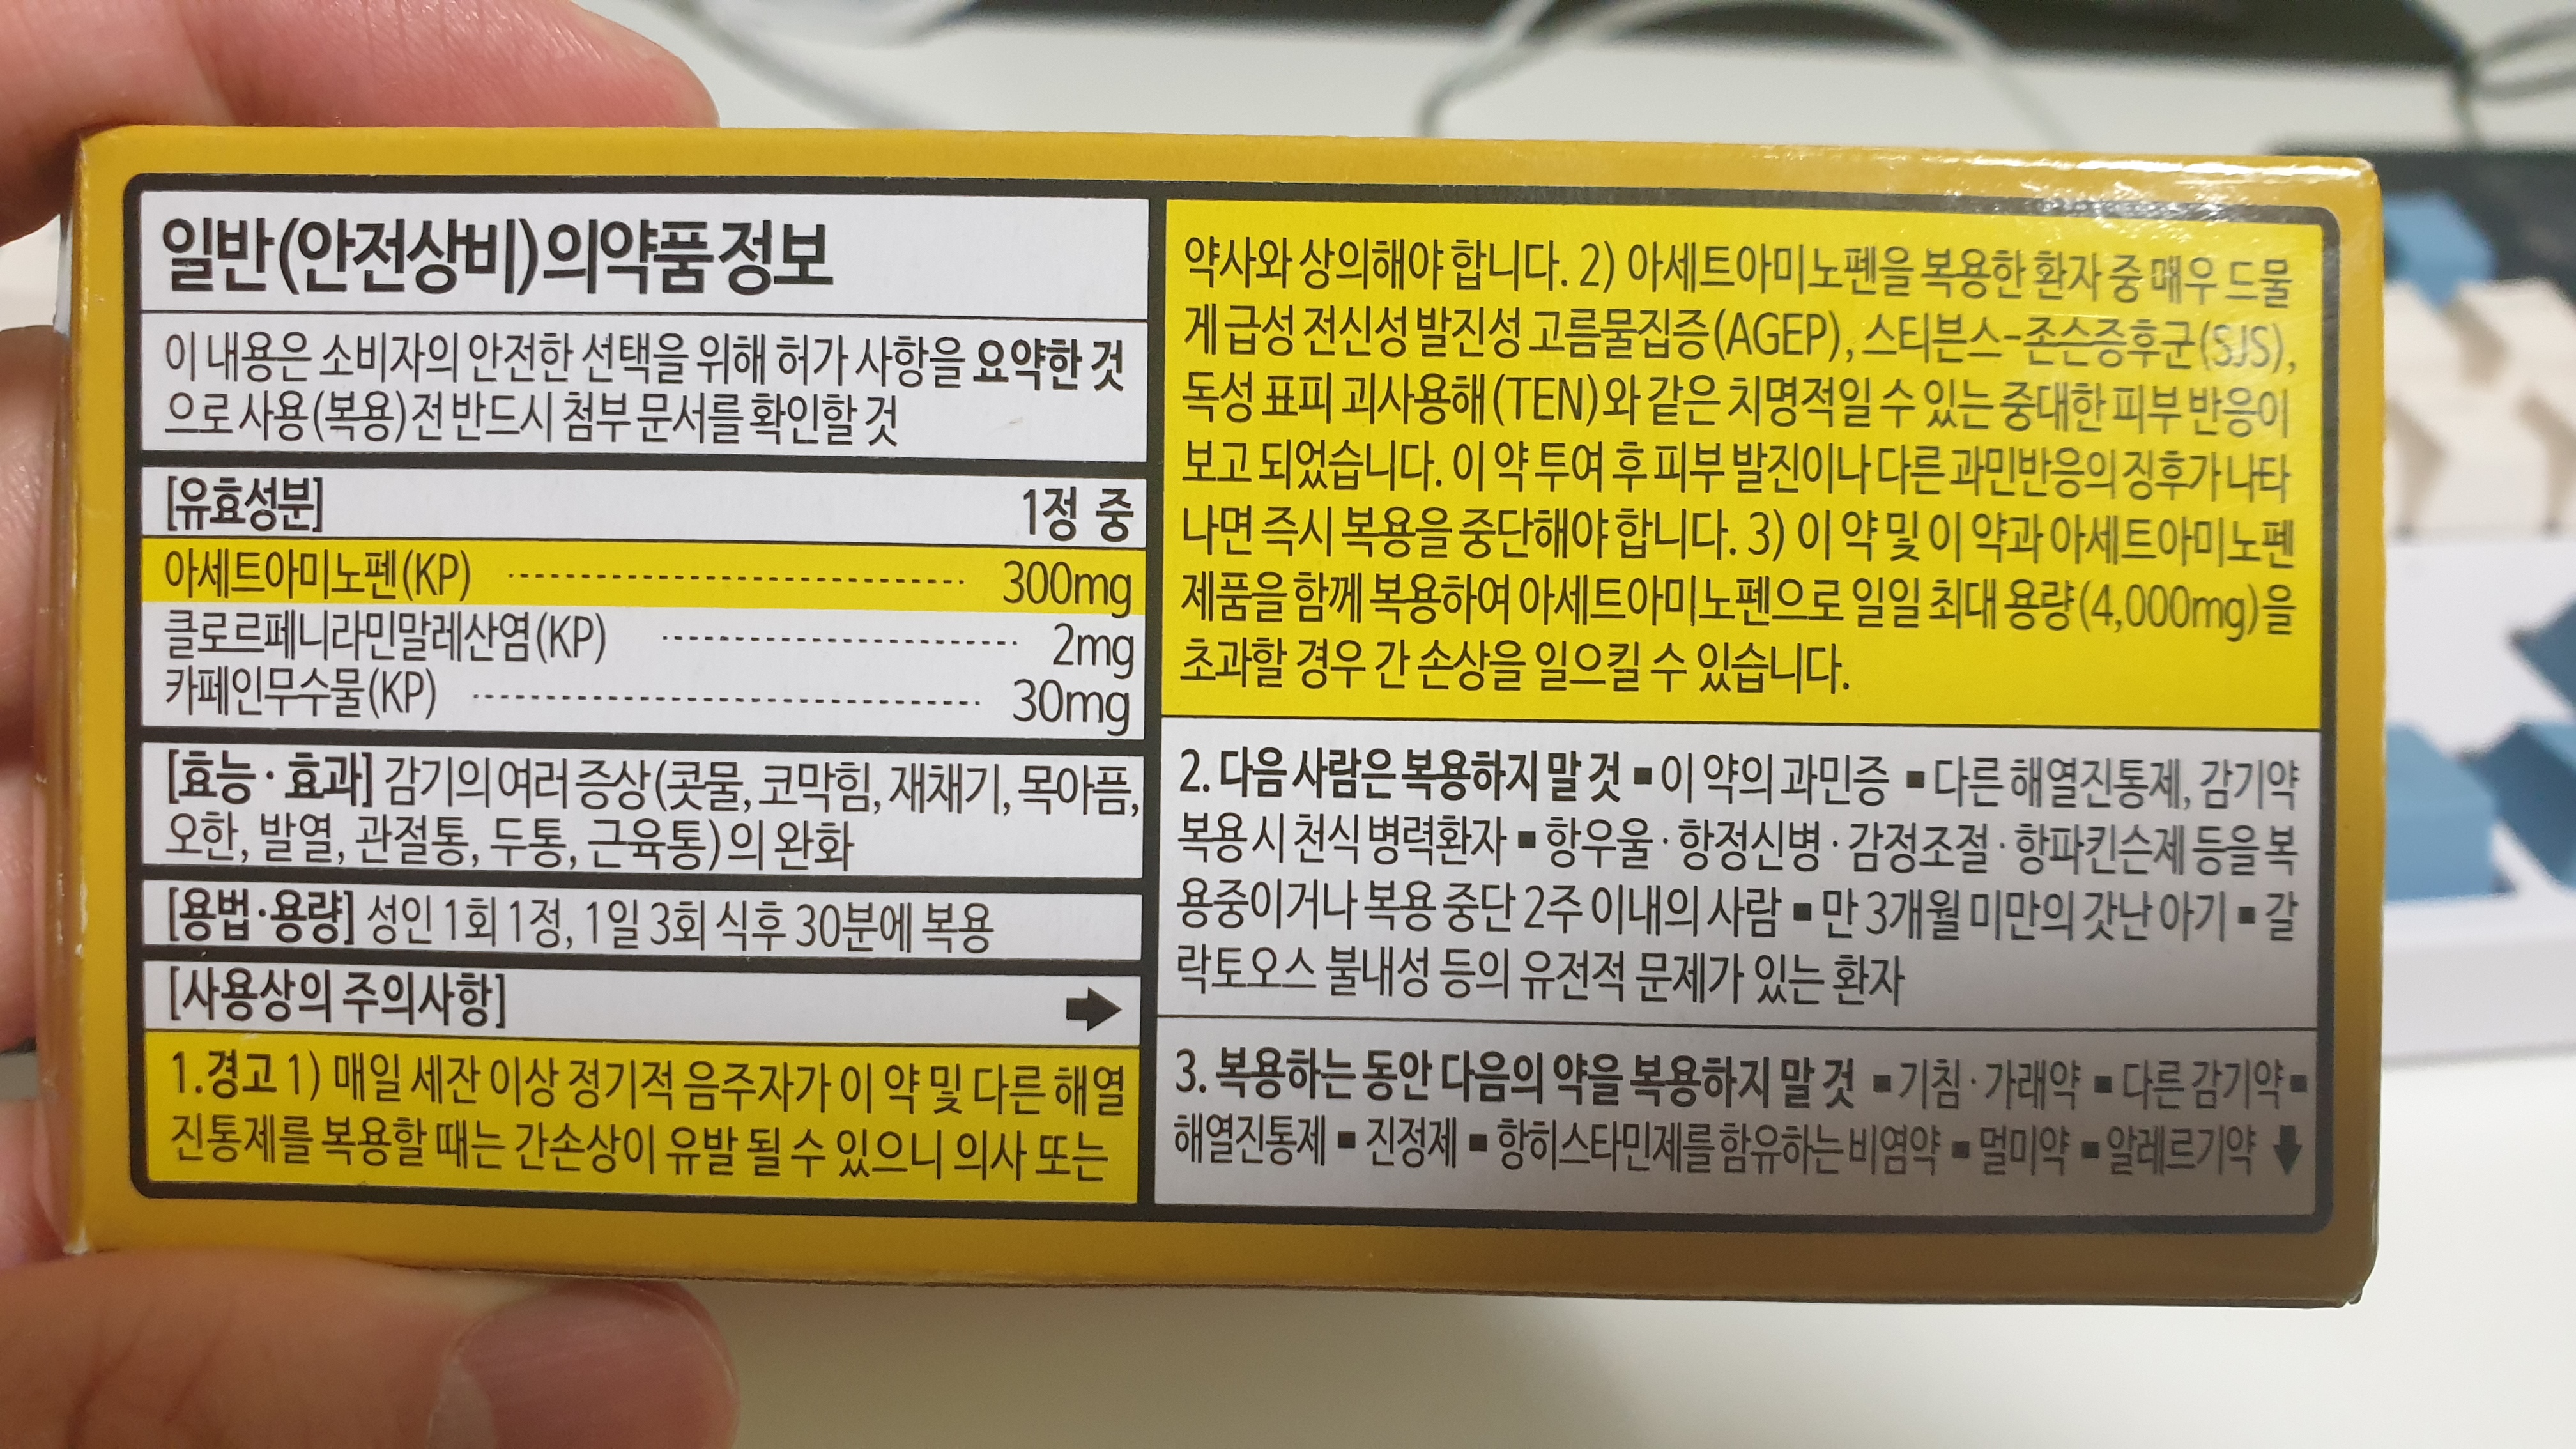 일반(안전상비)의약품 정보
이 내용은 소비자의 안전한 선택을 위해 허가 사항을 요약한 것
으로 사용(복용) 전 반드시 첨부 문서를 확인할 것
[유효성분] 1정 중
아세트아미노펜(KP) 300mg
클로르페니라민말레산염(KP) 2mg
카페인무수물(KP) 30mg
[효능·효과] 감기의 여러 증상(콧물, 코막힘, 재채기, 목아픔,
오한, 발열, 관절통, 두통, 근육통)의 완화
[용법·용량] 성인 1회 1정, 1일 3회 식후 30분에 복용
[사용상의 주의사항]
1.경고 1) 매일 세잔 이상 정기적 음주자가 이 약 및 다른 해열
진통제를 복용할 때는 간손상이 유발 될 수 있으니 의사 또는
약사와 상의해야 합니다. 2) 아세트아미노펜을 복용한 환자 중 매우 드물
게 급성 전신성 발진성 고름물집증(AGEP), 스티븐스-존슨증후군(SJS),
독성 표피 괴사용해(TEN)와 같은 치명적일 수 있는 중대한 피부 반응이
보고 되었습니다. 이 약 투여 후 피부 발진이나 다른 과민반응의 징후가 나타
나면 즉시 복용을 중단해야 합니다. 3) 이 약 및 이 약과 아세트아미노펜
제품을 함께 복용하여 아세트아미노펜으로 일일 최대 용량(4,000mg)을
초과할 경우 간 손상을 일으킬 수 있습니다.
2. 다음 사람은 복용하지 말 것 ▪ 이 약의 과민증 ▪ 다른 해열진통제, 감기약
복용 시 천식 병력환자 ▪ 항우울·항정신병·감정조절·항파킨슨제 등을 복
용중이거나 복용 중단 2주 이내의 사람 ▪ 만 3개월 미만의 갓난 아기 ▪ 갈
락토오스 불내성 등의 유전적 문제가 있는 환자
3. 복용하는 동안 다음의 약을 복용하지 말 것 ▪ 기침·가래약 ▪ 다른 감기약 ▪
해열진통제 ▪ 진정제 ▪ 항히스타민제를 함유하는 비염약 ▪ 멀미약 ▪ 알레르기약